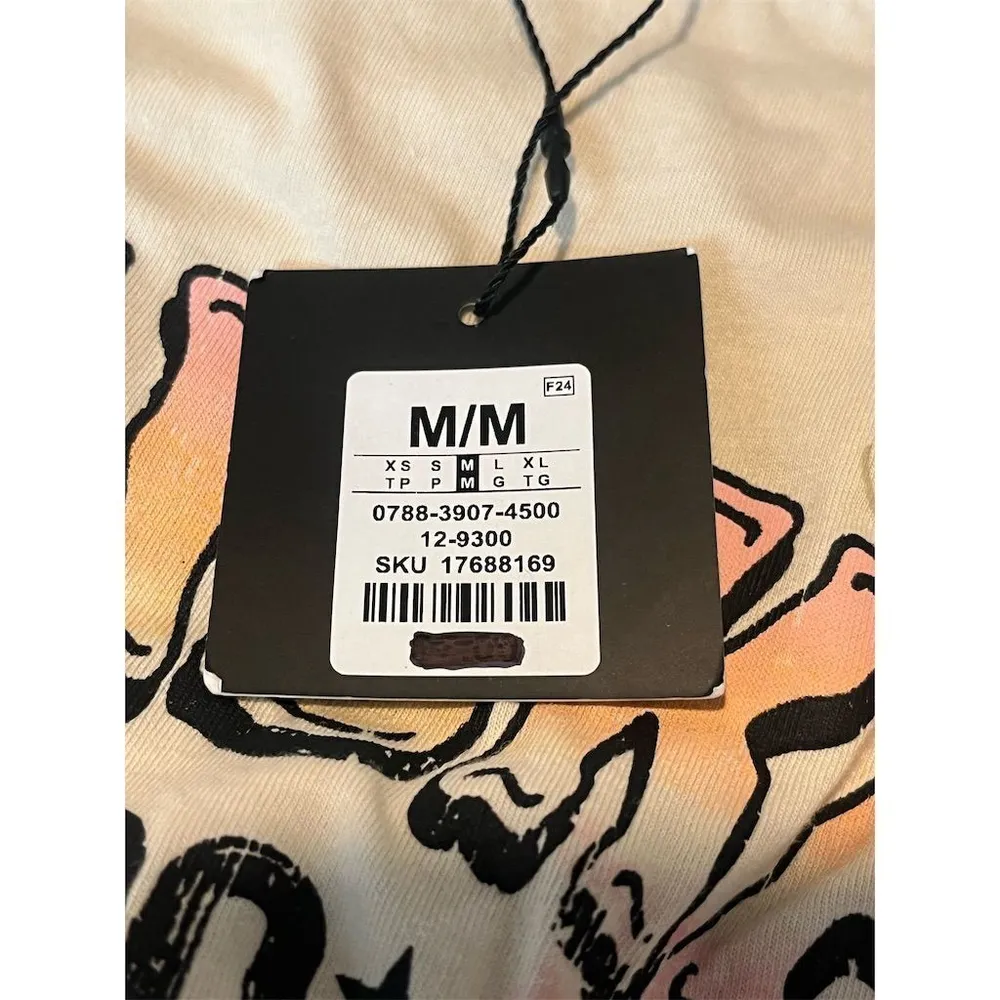 F24
M/M
XS S M L XL
TP P M G TG
0788-3907-4500
12-9300
SKU 17688169